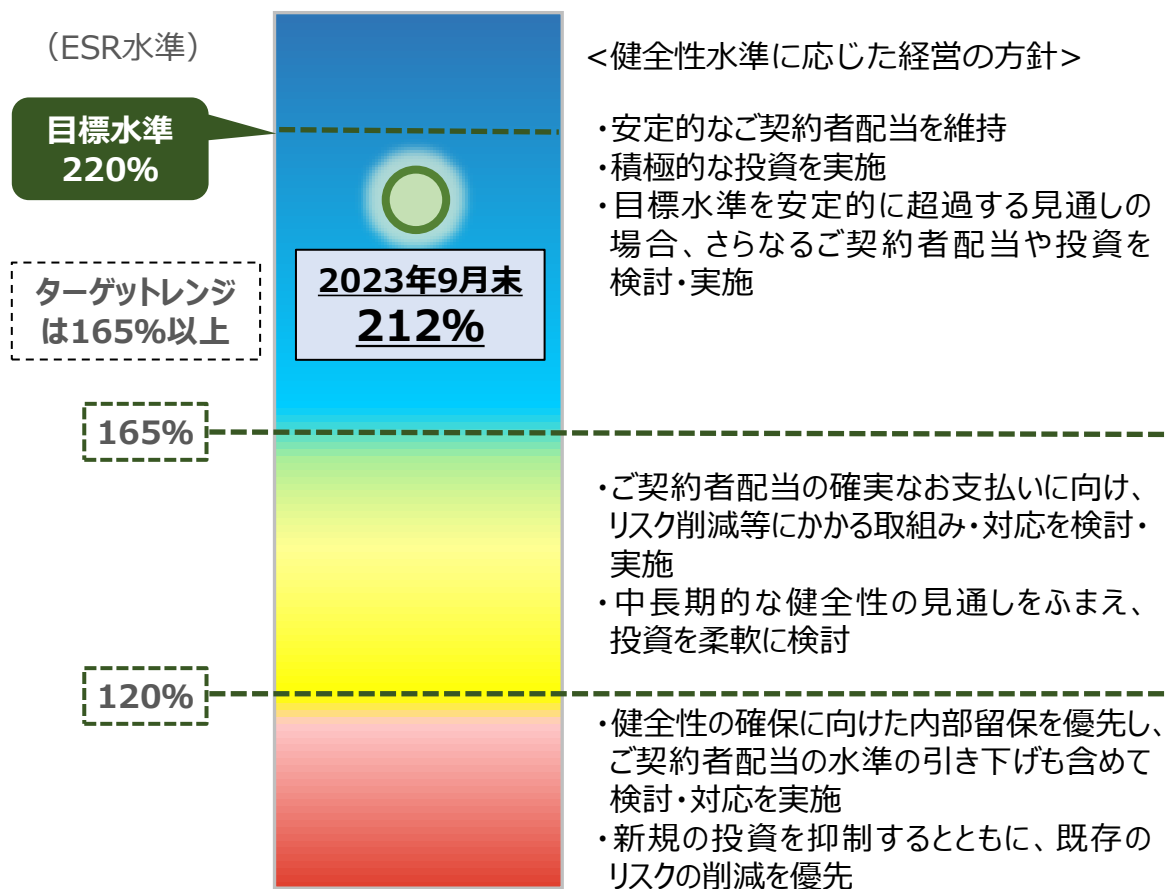 （ESR水準）
目標水準
220%
ターゲットレンジ
は165%以上
2023年9月末
212%
165%
120%
<健全性水準に応じた経営の方針>
・安定的なご契約者配当を維持
・積極的な投資を実施
・目標水準を安定的に超過する見通しの
場合、さらなるご契約者配当や投資を
検討・実施
・ご契約者配当の確実なお支払いに向け、
リスク削減等にかかる取組み・対応を検討・
実施
・中長期的な健全性の見通しをふまえ、
投資を柔軟に検討
・健全性の確保に向けた内部留保を優先し、
ご契約者配当の水準の引き下げも含めて
検討・対応を実施
・新規の投資を抑制するとともに、既存の
リスクの削減を優先